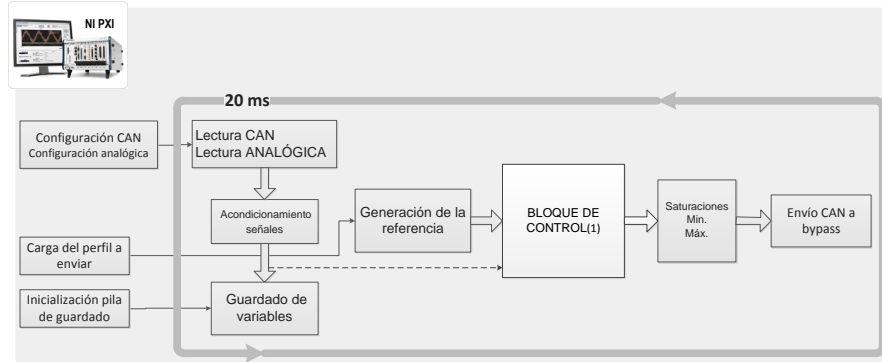 NI PXI
20 ms
Configuración CAN
Configuración analógica
Lectura CAN
Lectura ANALÓGICA
Acondicionamiento
señales
Carga del perfil a
enviar
Generación de la
referencia
BLOQUE DE
CONTROL(1)
Saturaciones
Min.
Máx.
Envío CAN a
bypass
Inicialización pila
de guardado
Guardado de
variables